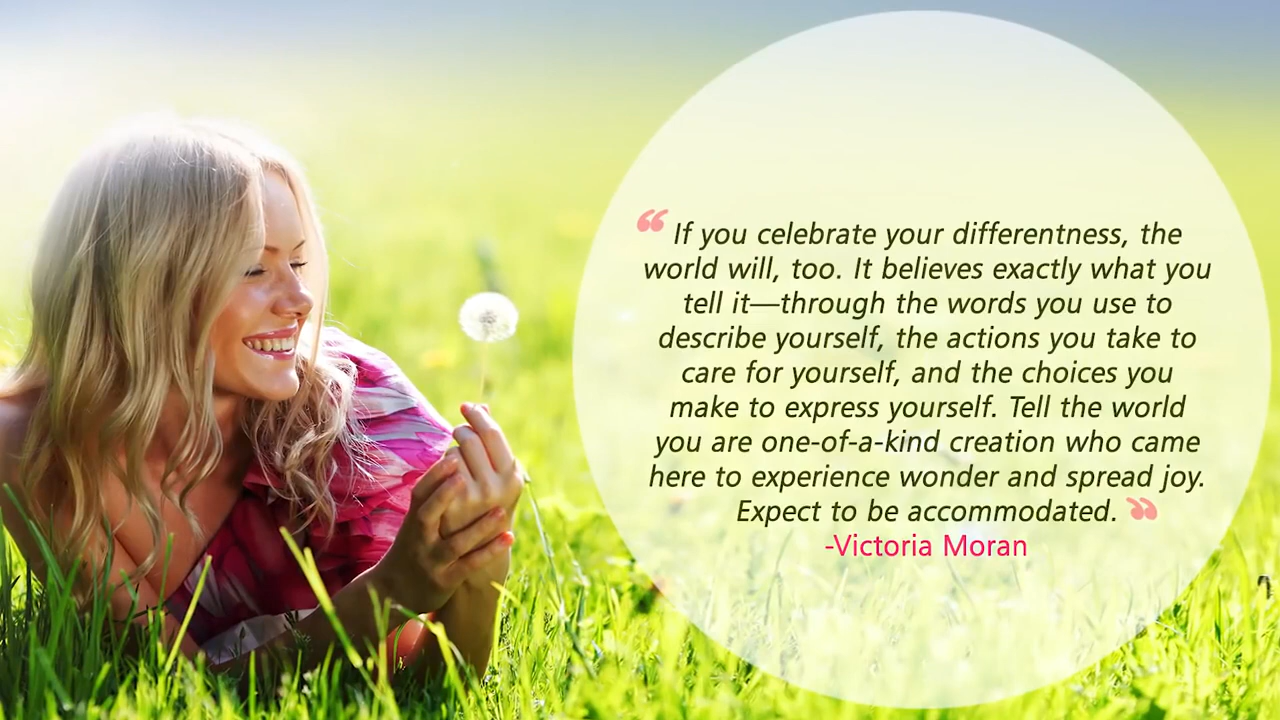 “If you celebrate your differentness, the
world will, too. It believes exactly what you
tell it—through the words you use to
describe yourself, the actions you take to
care for yourself, and the choices you
make to express yourself. Tell the world
you are one-of-a-kind creation who came
here to experience wonder and spread joy.
Expect to be accommodated.”
-Victoria Moran